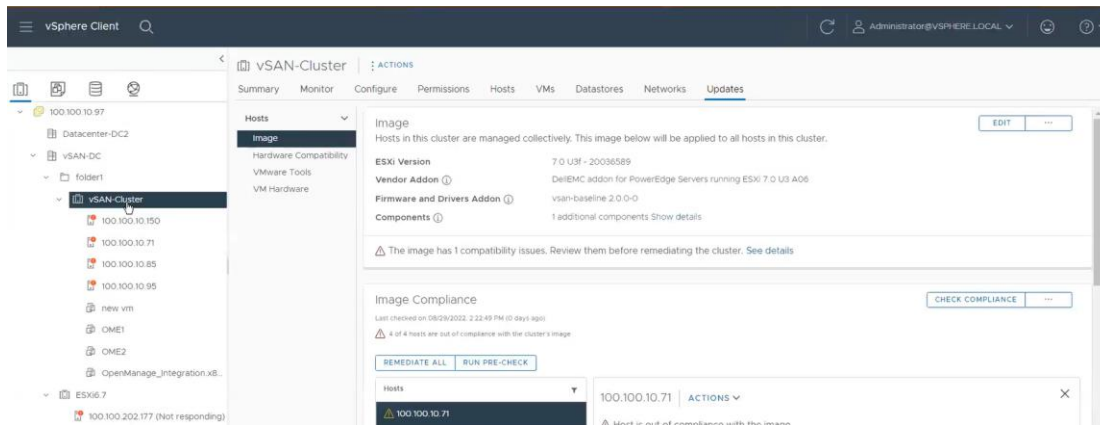 vSphere Client
Administrator@VSPHERE.LOCAL
100.100.10.97
Datacenter-DC2
vSAN-DC
folder1
vSAN-Cluster
100.100.10.150
100.100.10.71
100.100.10.85
100.100.10.95
new vm
OME1
OME2
OpenManage_Integration.x8...
ESXi6.7
100.100.202.177 (Not responding)
vSAN-Cluster
ACTIONS
Summary Monitor Configure Permissions Hosts VMs Datastores Networks Updates
Hosts
Image
Hardware Compatibility
VMware Tools
VM Hardware
Image
EDIT ...
Hosts in this cluster are managed collectively. This image below will be applied to all hosts in this cluster.
ESXi Version 7.0 U3f - 20036589
Vendor Addon DellEMC addon for PowerEdge Servers running ESXi 7.0 U3 A06
Firmware and Drivers Addon vsan-baseline 2.0.0-0
Components 1 additional components Show details
The image has 1 compatibility issues. Review them before remediating the cluster. See details
Image Compliance
CHECK COMPLIANCE ...
Last checked on 08/29/2022, 2:22:49 PM (0 days ago)
4 of 4 hosts are out of compliance with the cluster's image
REMEDIATE ALL RUN PRE-CHECK
Hosts
100.100.10.71
100.100.10.71 ACTIONS
Host is out of compliance with the image